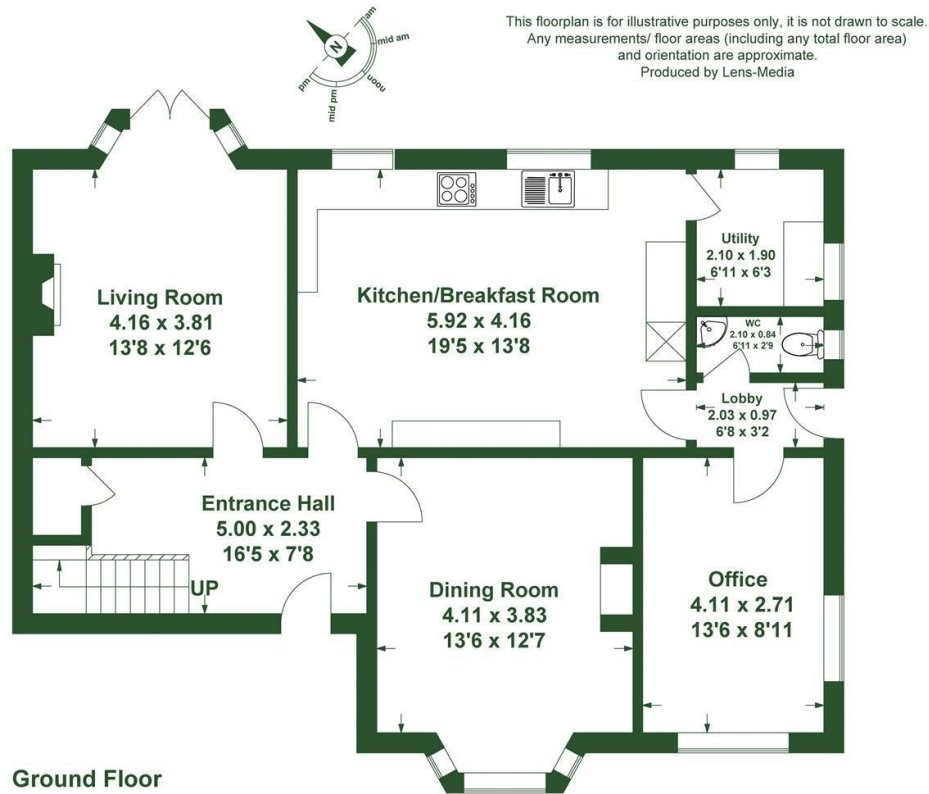 This floorplan is for illustrative purposes only, it is not drawn to scale.
Any measurements/ floor areas (including any total floor area)
and orientation are approximate.
Produced by Lens-Media
N
am
mid am
noon
mid pm
pm
Living Room
4.16 x 3.81
13'8 x 12'6
Kitchen/Breakfast Room
5.92 x 4.16
19'5 x 13'8
Utility
2.10 x 1.90
6'11 x 6'3
WC
2.10 x 0.84
6'11 x 2'9
Lobby
2.03 x 0.97
6'8 x 3'2
Entrance Hall
5.00 x 2.33
16'5 x 7'8
UP
Dining Room
4.11 x 3.83
13'6 x 12'7
Office
4.11 x 2.71
13'6 x 8'11
Ground Floor